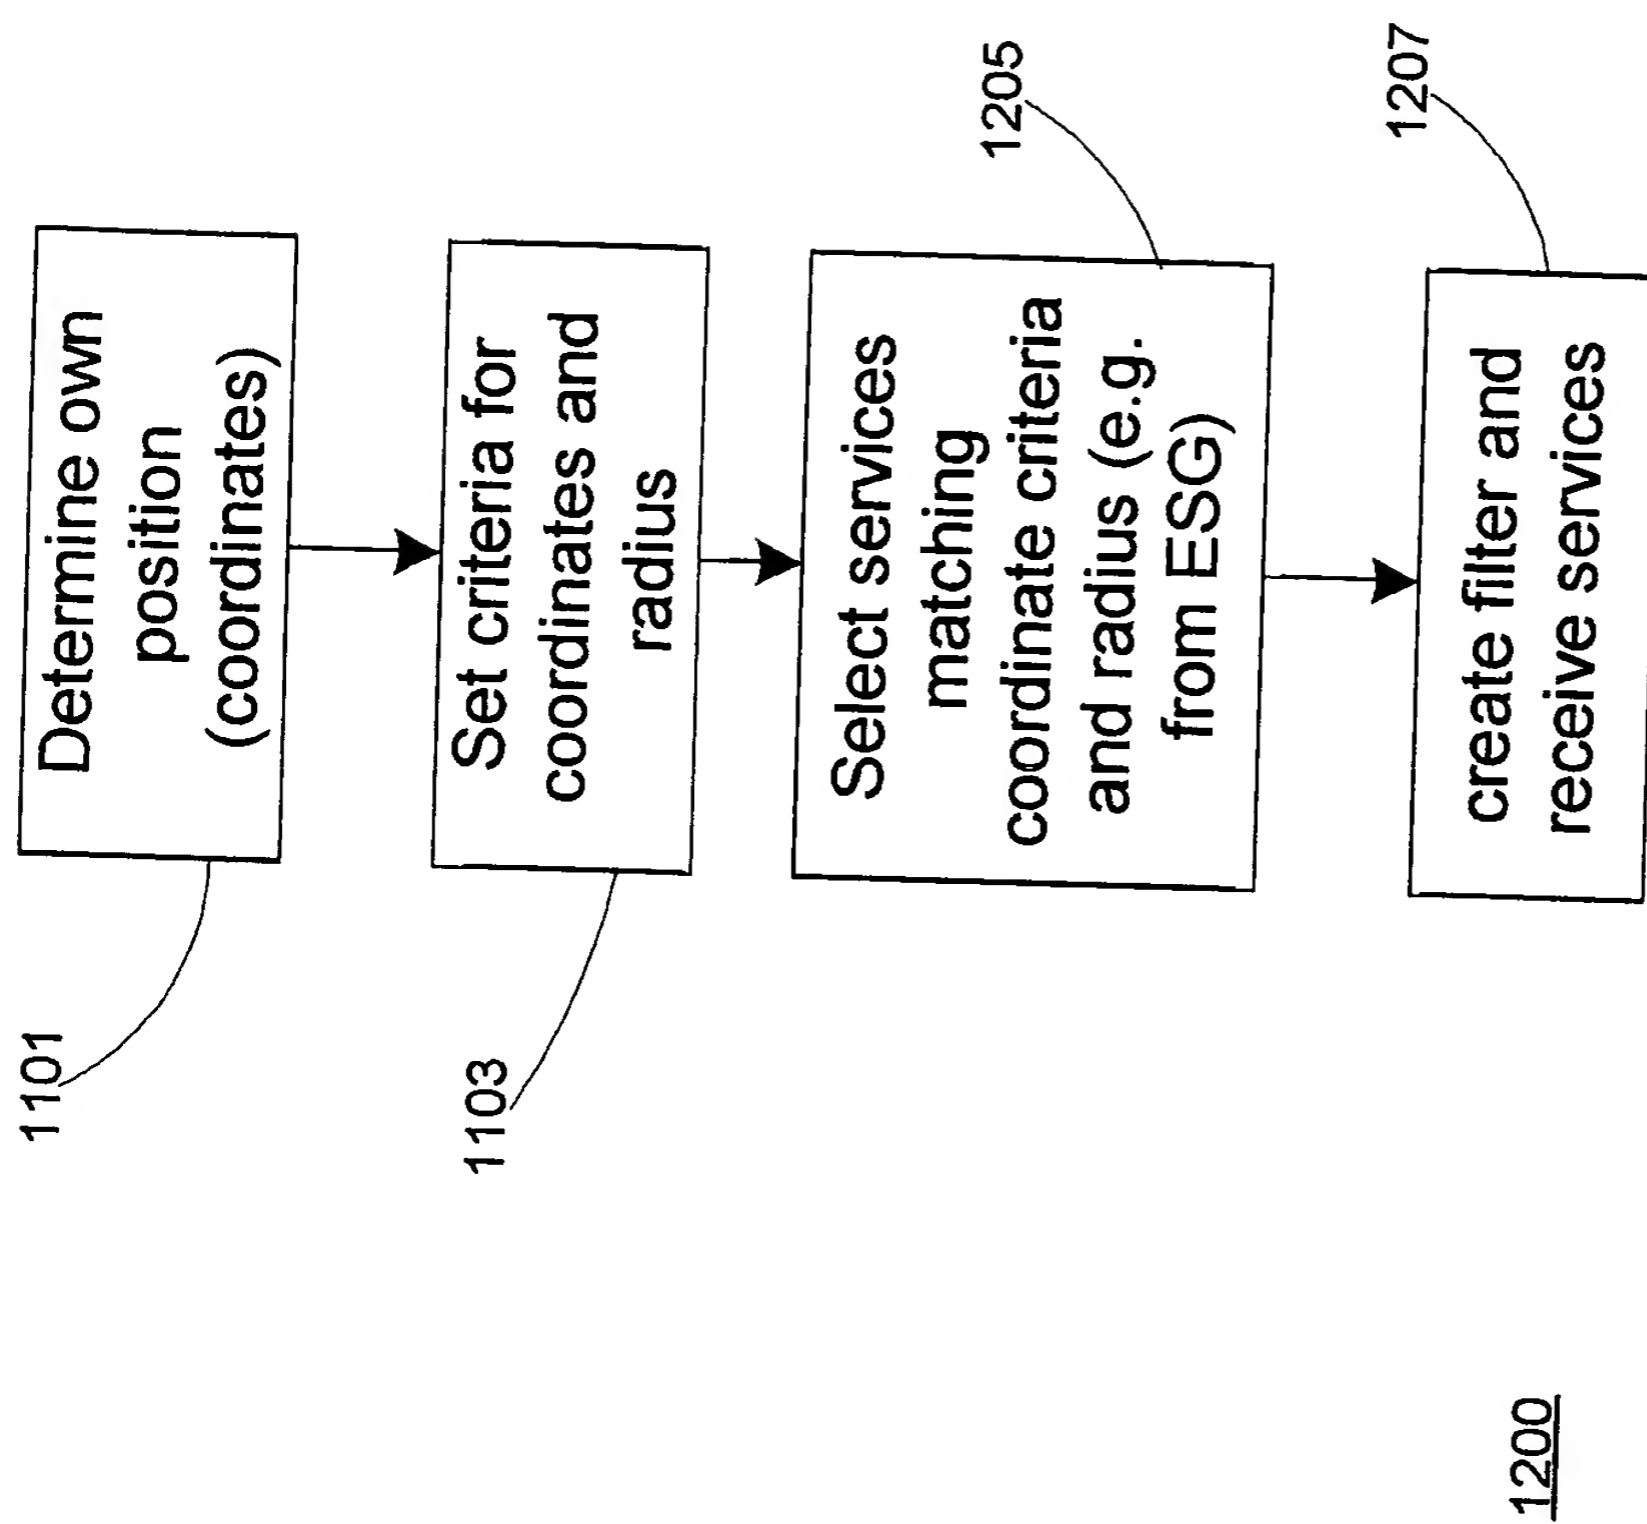 1101
Determine own
position
(coordinates)
1103
Set criteria for
coordinates and
radius
Select services
matching
coordinate criteria
and radius (e.g.
from ESG)
1205
create filter and
receive services
1207
1200